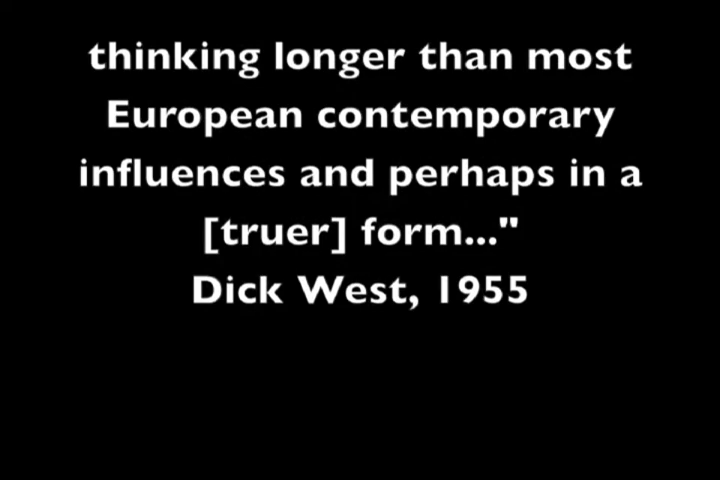 thinking longer than most
European contemporary
influences and perhaps in a
[truer] form..."
Dick West, 1955